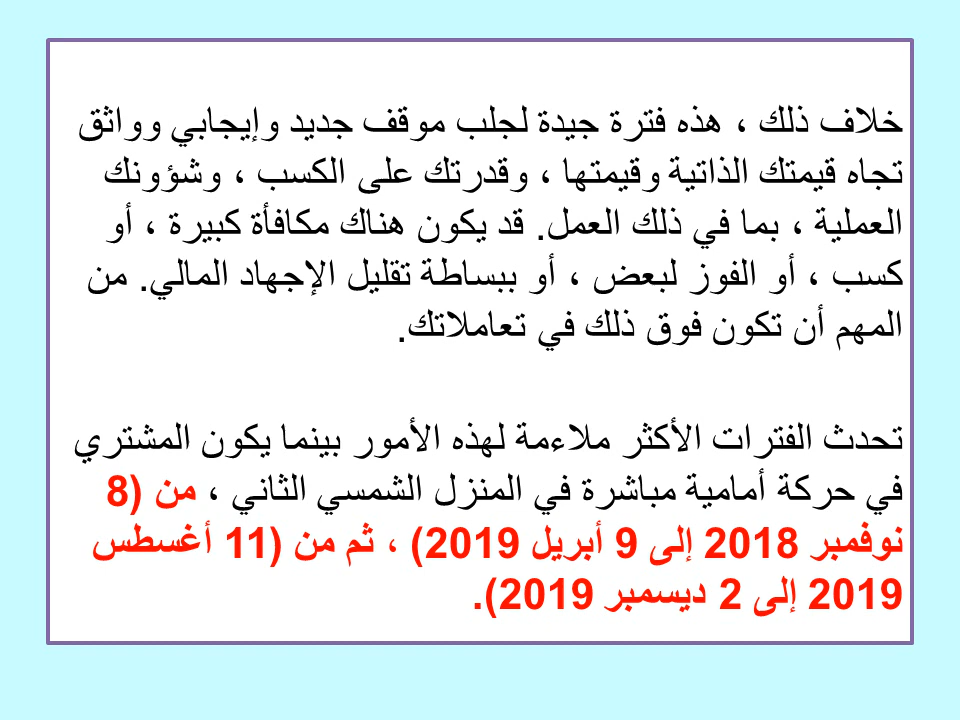 خلاف ذلك ، هذه فترة جيدة لجلب موقف جديد وإيجابي وواثق
تجاه قيمتك الذاتية وقيمتها ، وقدرتك على الكسب ، وشؤونك
العملية ، بما في ذلك العمل. قد يكون هناك مكافأة كبيرة ، أو
كسب ، أو الفوز لبعض ، أو ببساطة تقليل الإجهاد المالي. من
المهم أن تكون فوق ذلك في تعاملاتك.
تحدث الفترات الأكثر ملاءمة لهذه الأمور بينما يكون المشتري
في حركة أمامية مباشرة في المنزل الشمسي الثاني ، من (8
نوفمبر 2018 إلى 9 أبريل 2019) ، ثم من (11 أغسطس
2019 إلى 2 ديسمبر 2019).